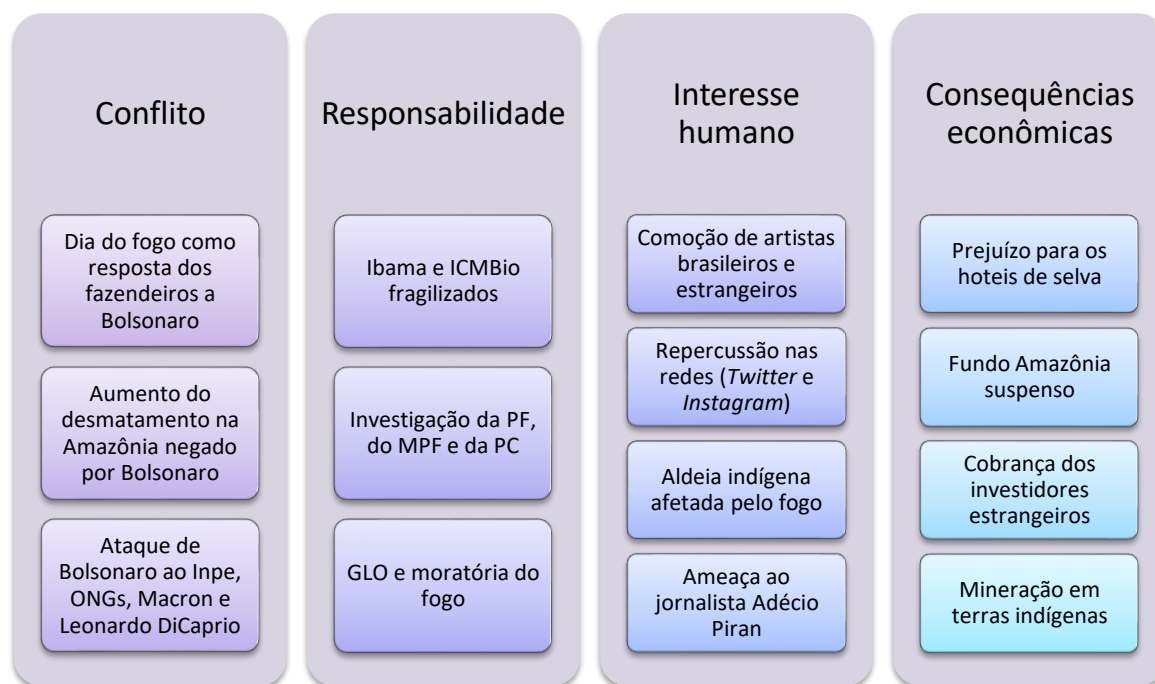 Conflito
Dia do fogo como
resposta dos
fazendeiros a
Bolsonaro
Aumento do
desmatamento na
Amazônia negado
por Bolsonaro
Ataque de
Bolsonaro ao Inpe,
ONGs, Macron e
Leonardo DiCaprio
Responsabilidade
Ibama e ICMBio
fragilizados
Investigação da PF,
do MPF e da PC
GLO e moratória do
fogo
Interesse
humano
Comoção de artistas
brasileiros e
estrangeiros
Repercussão nas
redes (Twitter e
Instagram)
Aldeia indígena
afetada pelo fogo
Ameaça ao
jornalista Adécio
Piran
Consequências
econômicas
Prejuízo para os
hoteis de selva
Fundo Amazônia
suspenso
Cobrança dos
investidores
estrangeiros
Mineração em
terras indígenas